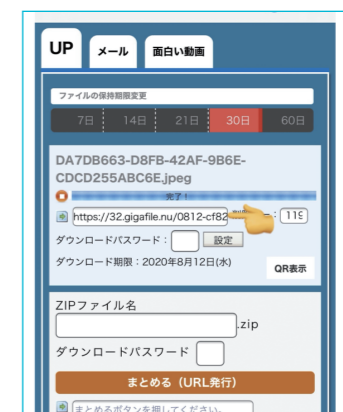 UP メール 面白い動画
ファイルの保持期限変更
7日 14日 21日 30日 60日
DA7DB663-D8FB-42AF-9B6E-
CDCD255ABC6E.jpeg
完了！
https://32.gigafile.nu/0812-cf82 : 119
ダウンロードパスワード： 設定
ダウンロード期限：2020年8月12日(水)
QR表示
ZIPファイル名
.zip
ダウンロードパスワード
まとめる（URL発行）
まとめるボタンを押してください。